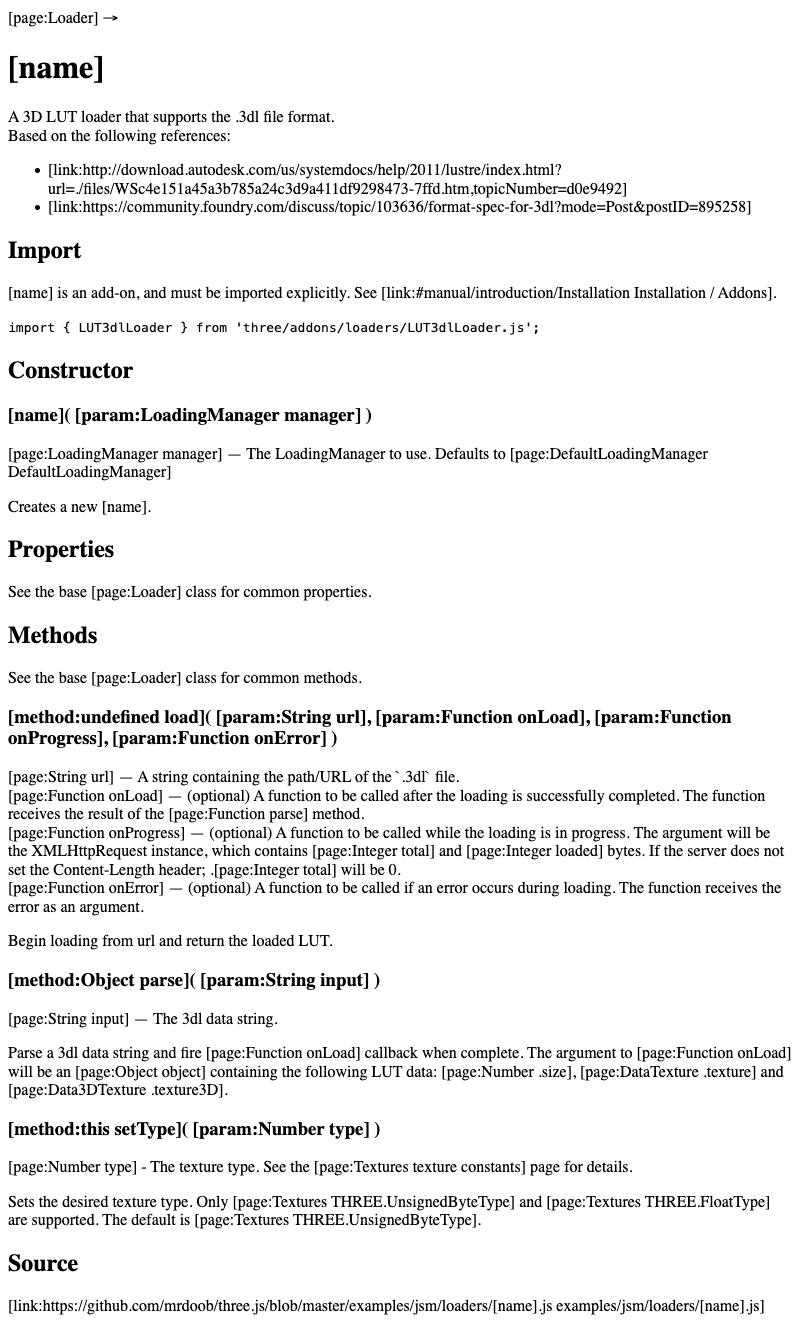 [page:Loader] →
[name]
A 3D LUT loader that supports the .3dl file format.
Based on the following references:
• [link:http://download.autodesk.com/us/systemdocs/help/2011/lustre/index.html?
url=./files/WSc4e151a45a3b785a24c3d9a411df9298473-7ffd.htm,topicNumber=d0e9492]
• [link:https://community.foundry.com/discuss/topic/103636/format-spec-for-3dl?mode=Post&postID=895258]
Import
[name] is an add-on, and must be imported explicitly. See [link:#manual/introduction/Installation Installation / Addons].
import { LUT3dlLoader } from 'three/addons/loaders/LUT3dlLoader.js';
Constructor
[name]( [param:LoadingManager manager] )
[page:LoadingManager manager] — The LoadingManager to use. Defaults to [page:DefaultLoadingManager
DefaultLoadingManager]
Creates a new [name].
Properties
See the base [page:Loader] class for common properties.
Methods
See the base [page:Loader] class for common methods.
[method:undefined load]( [param:String url], [param:Function onLoad], [param:Function
onProgress], [param:Function onError] )
[page:String url] — A string containing the path/URL of the `.3dl` file.
[page:Function onLoad] — (optional) A function to be called after the loading is successfully completed. The function
receives the result of the [page:Function parse] method.
[page:Function onProgress] — (optional) A function to be called while the loading is in progress. The argument will be
the XMLHttpRequest instance, which contains [page:Integer total] and [page:Integer loaded] bytes. If the server does not
set the Content-Length header; .[page:Integer total] will be 0.
[page:Function onError] — (optional) A function to be called if an error occurs during loading. The function receives the
error as an argument.
Begin loading from url and return the loaded LUT.
[method:Object parse]( [param:String input] )
[page:String input] — The 3dl data string.
Parse a 3dl data string and fire [page:Function onLoad] callback when complete. The argument to [page:Function onLoad]
will be an [page:Object object] containing the following LUT data: [page:Number .size], [page:DataTexture .texture] and
[page:Data3DTexture .texture3D].
[method:this setType]( [param:Number type] )
[page:Number type] - The texture type. See the [page:Textures texture constants] page for details.
Sets the desired texture type. Only [page:Textures THREE.UnsignedByteType] and [page:Textures THREE.FloatType]
are supported. The default is [page:Textures THREE.UnsignedByteType].
Source
[link:https://github.com/mrdoob/three.js/blob/master/examples/jsm/loaders/[name].js examples/jsm/loaders/[name].js]